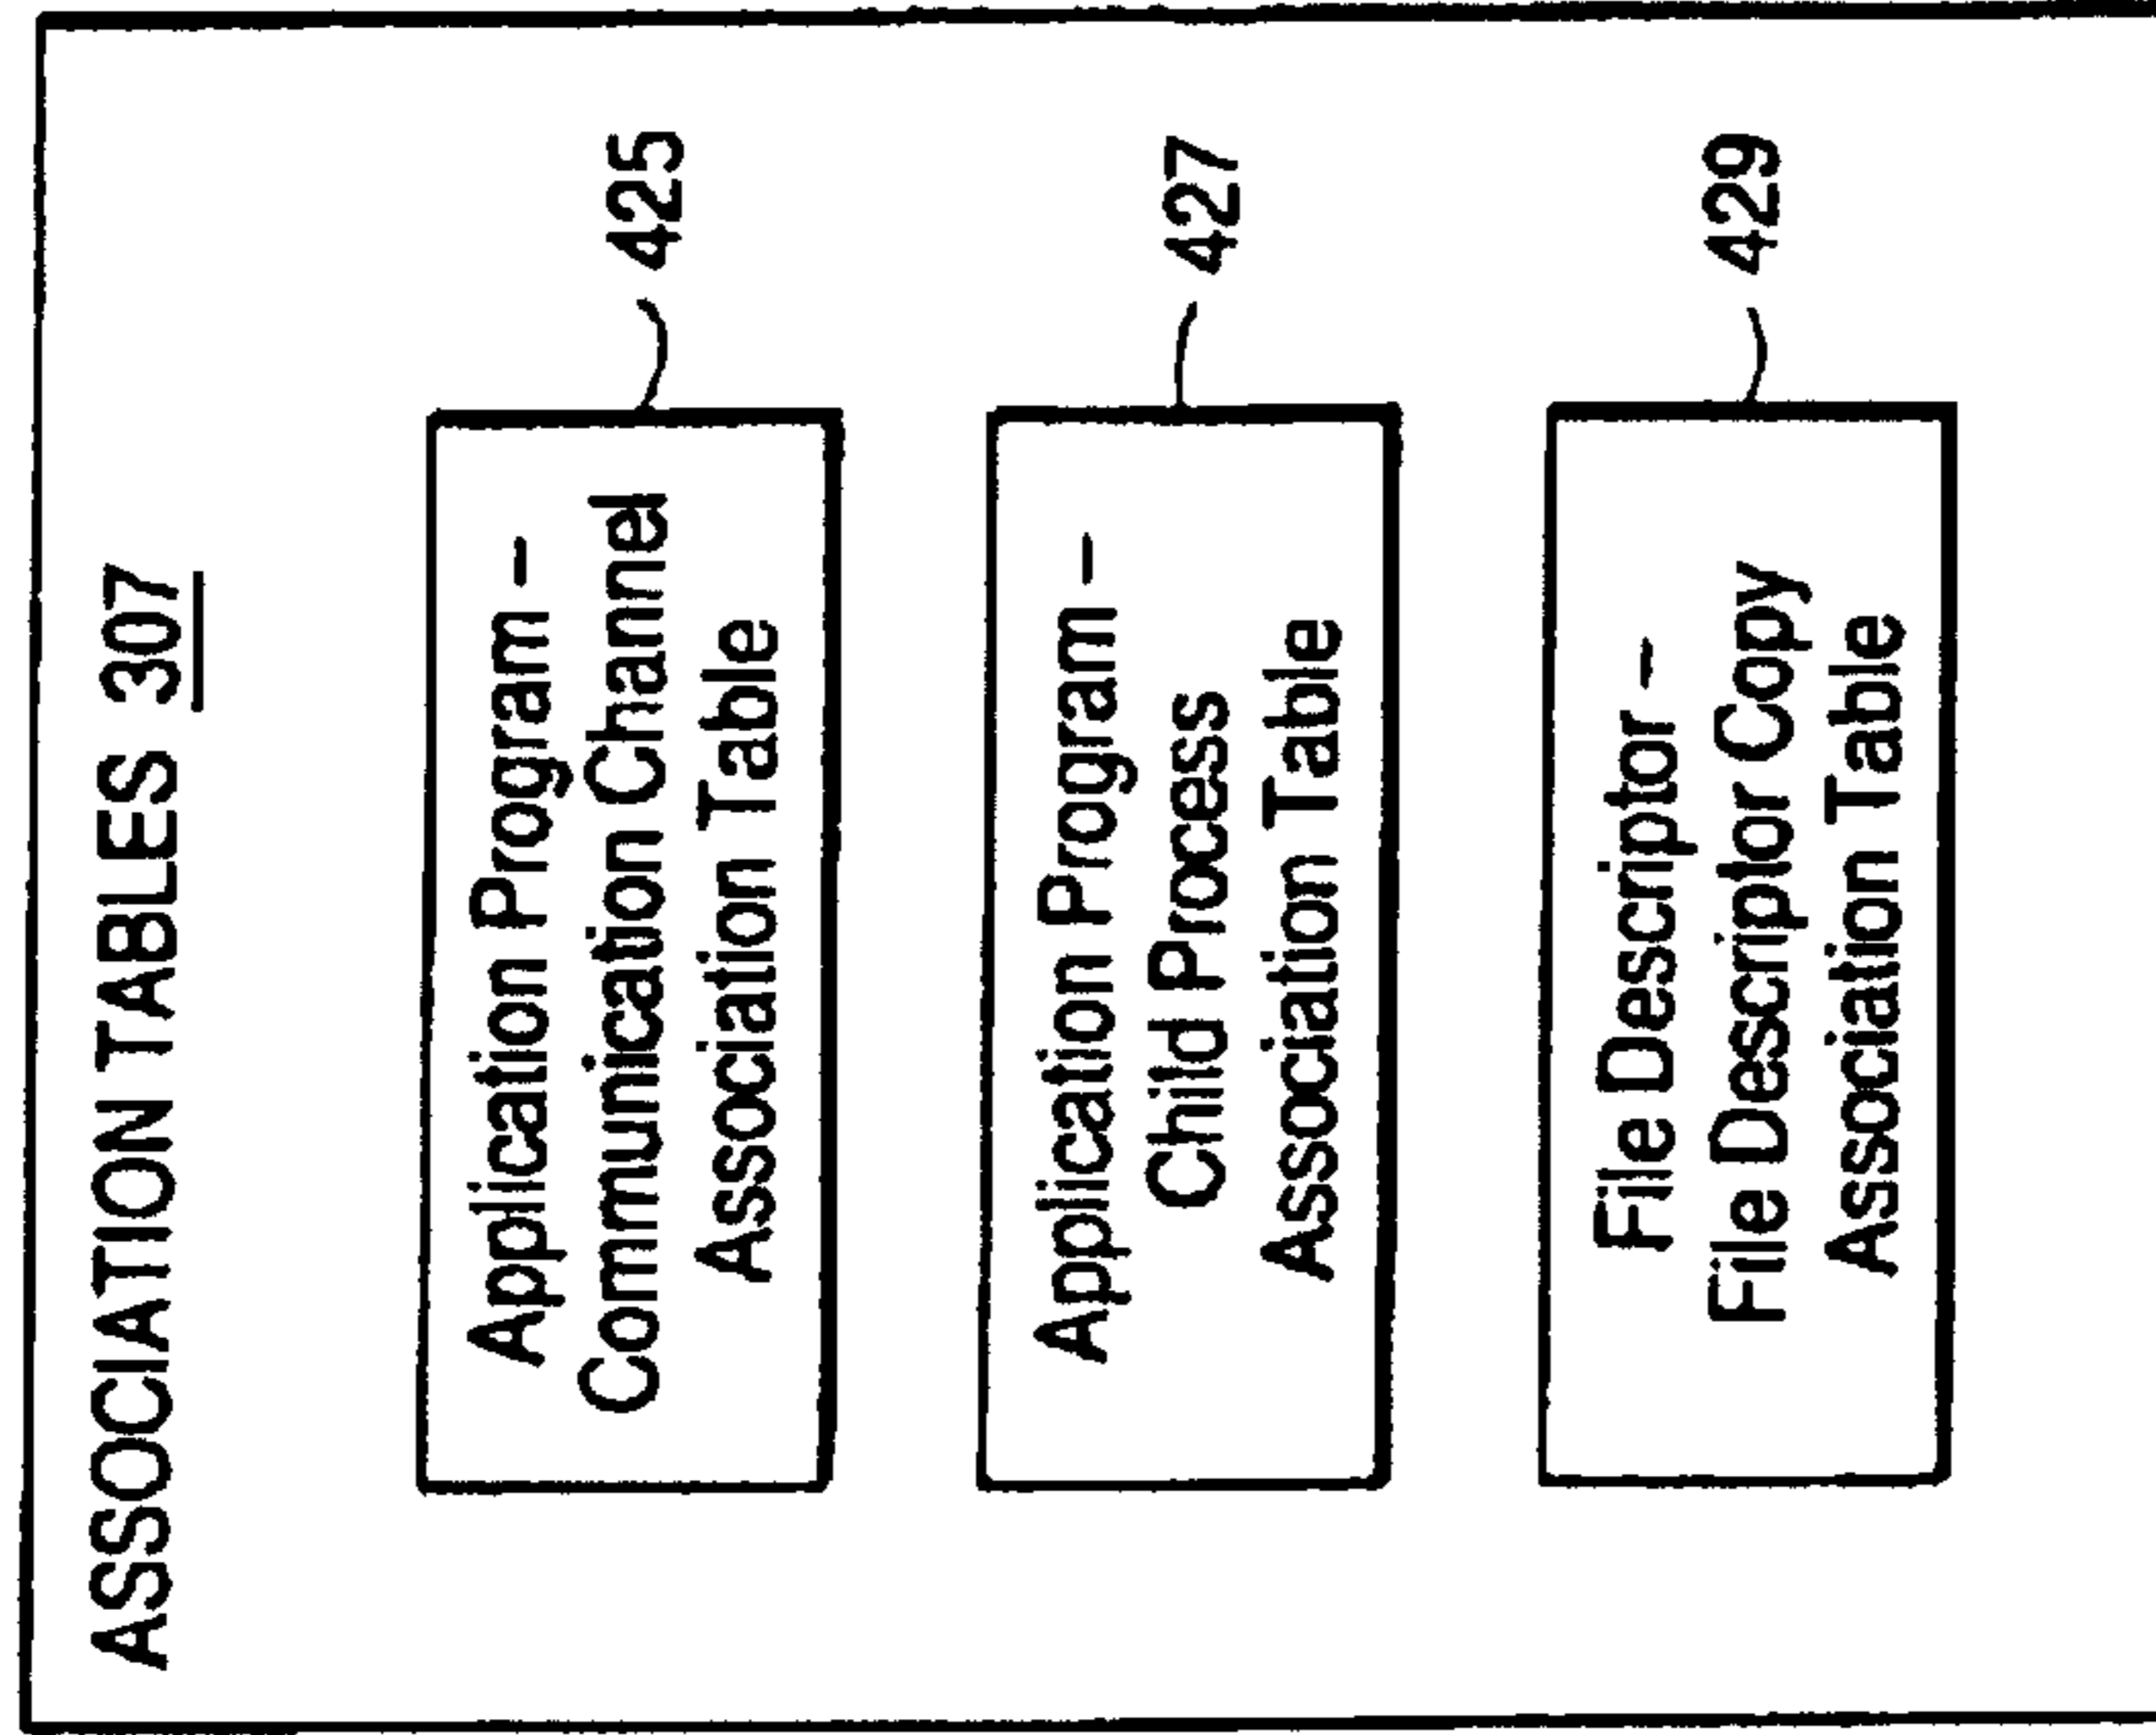 ASSOCIATION TABLES 307
Application Program –
Communication Channel
Association Table
425
Application Program –
Child Process
Association Table
427
File Descriptor –
File Descriptor Copy
Association Table
429